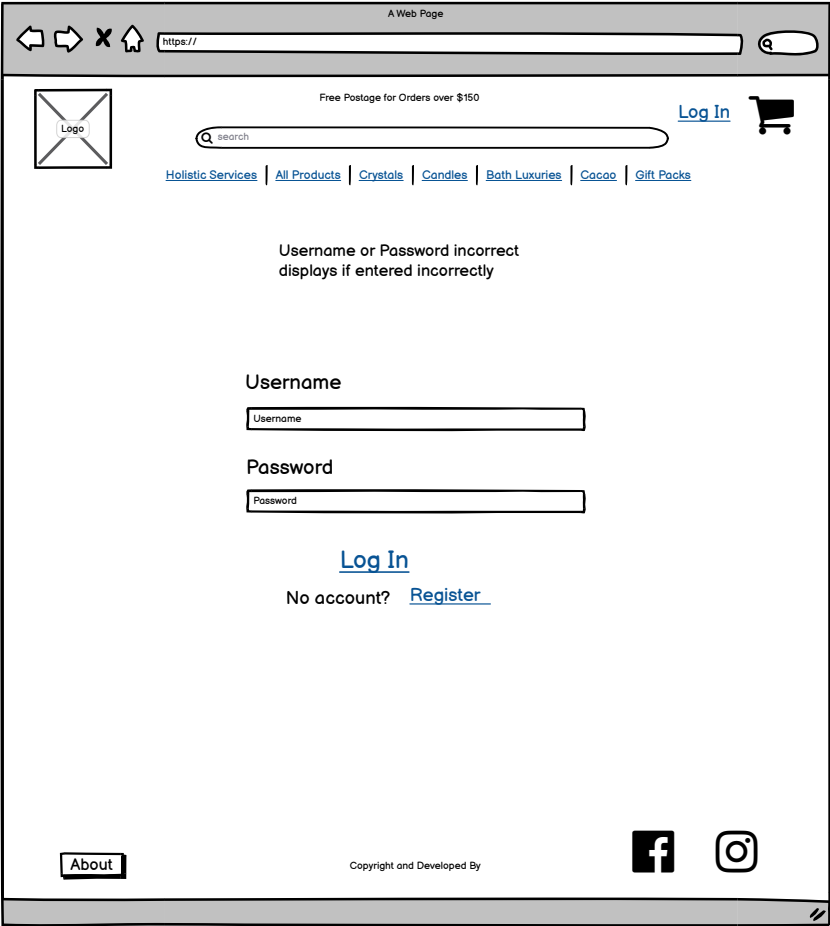 A Web Page
https://
Free Postage for Orders over $150
Log In
Logo
search
Holistic Services All Products Crystals Candles Bath Luxuries Cacao Gift Packs
Username or Password incorrect
displays if entered incorrectly
Username
Username
Password
Password
Log In
No account? Register
About
Copyright and Developed By